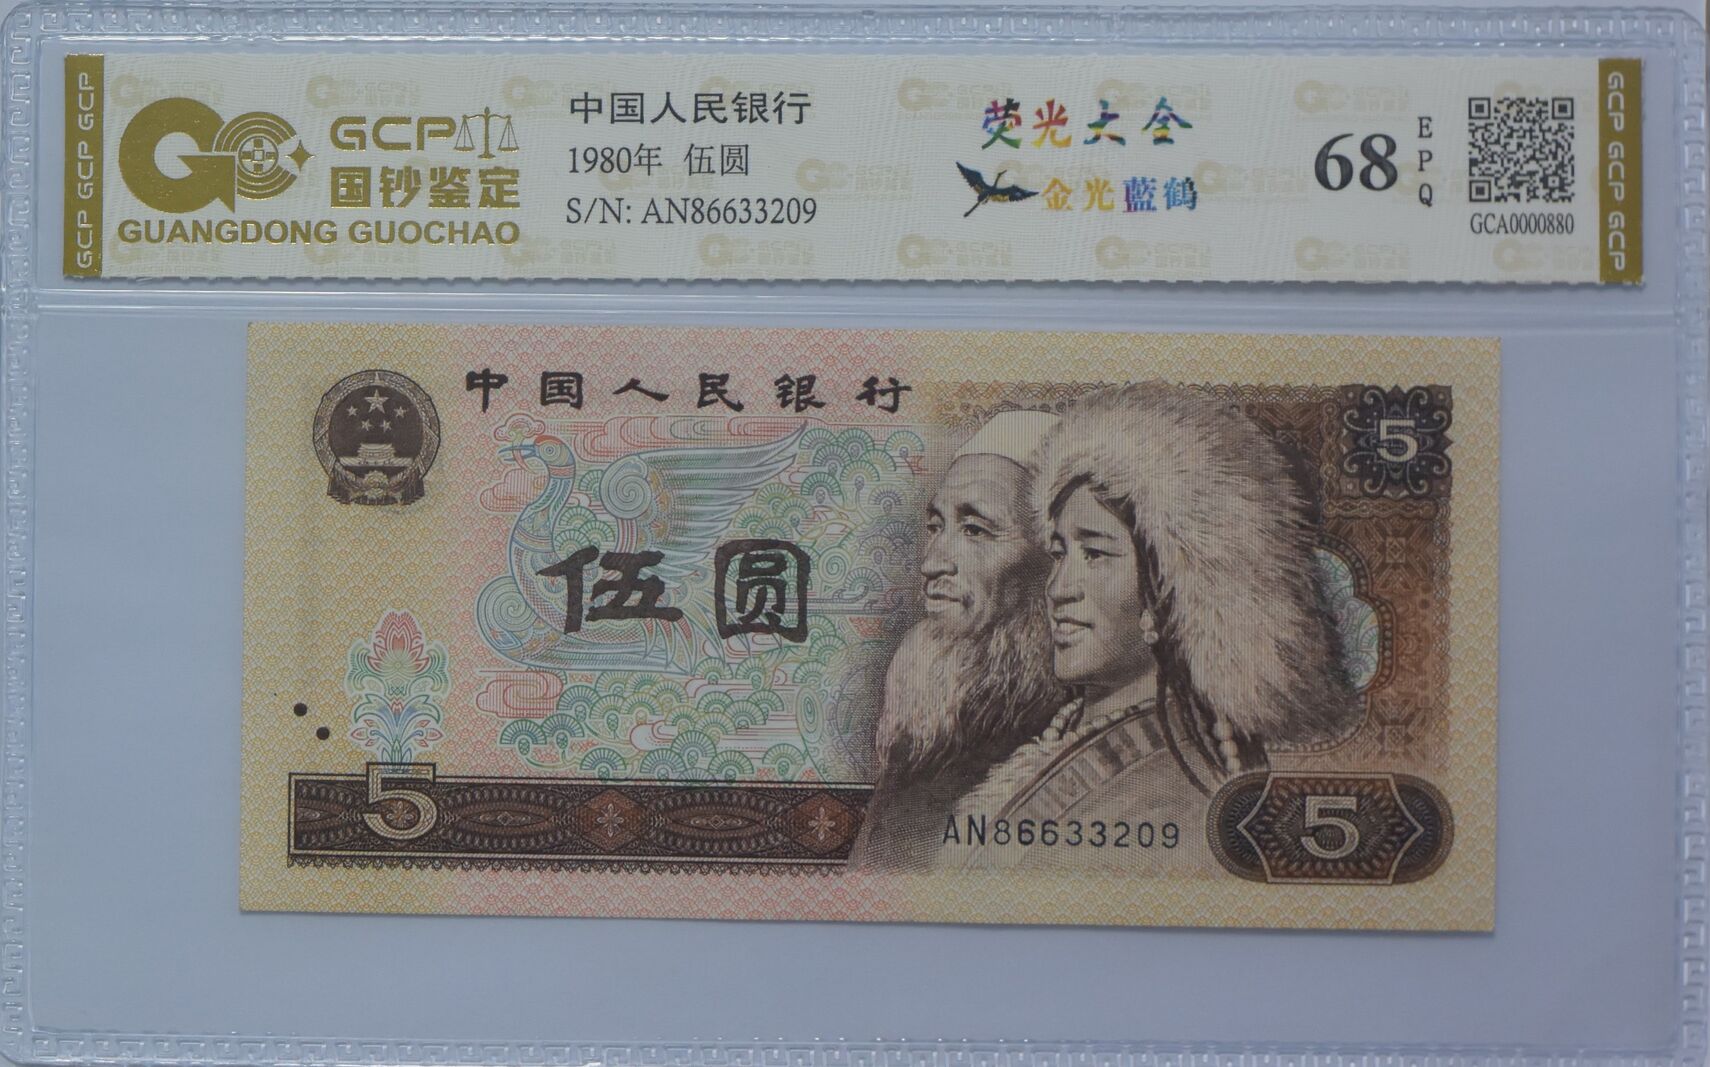 GCP GCP GCP
GCP
国钞鉴定
GUANGDONG GUOCHAO
中国人民银行
1980年 伍圆
S/N: AN86633209
荧光大全
金光藍鶴
68
EPQ
GCA0000880
GCP GCP GCP
中国人民银行
5
伍圆
5
AN86633209
5